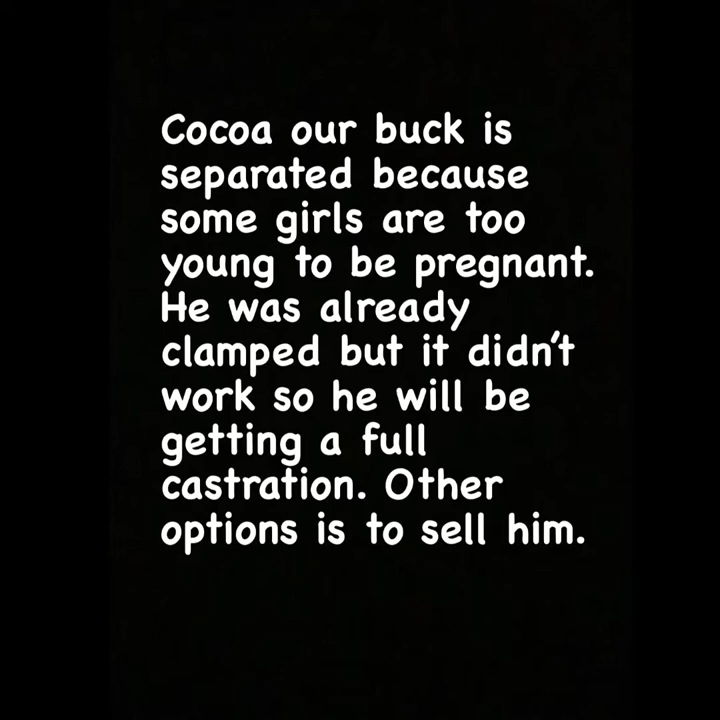 Cocoa our buck is
separated because
some girls are too
young to be pregnant.
He was already
clamped but it didn't
work so he will be
getting a full
castration. Other
options is to sell him.